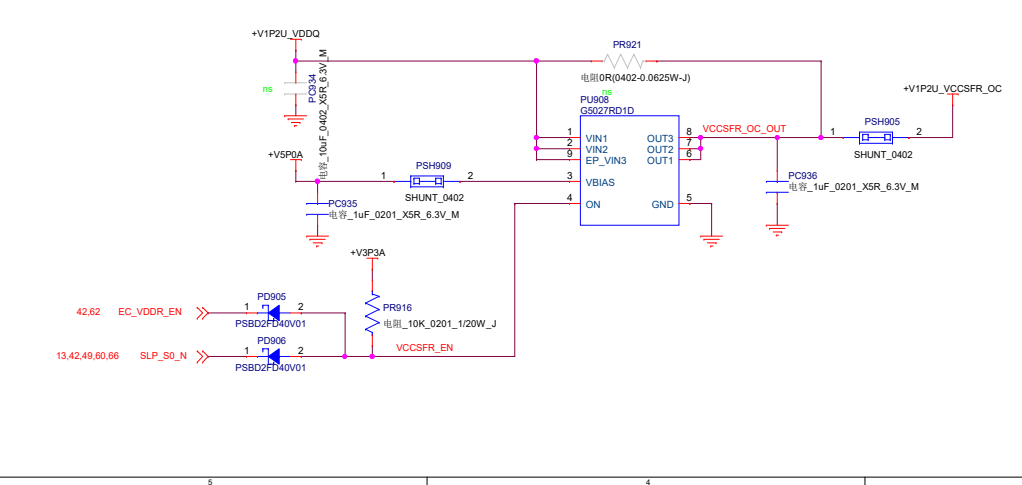 +V1P2U_VDDQ
PR921
ns
PC934
电容_10uF_0402_X5R_6.3V_M
电阻0R(0402-0.0625W-J)
ns
PU908
G5027RD1D
+V1P2U_VCCSFR_OC
1 VIN1 OUT3 8 VCCSFR_OC_OUT
2 VIN2 OUT2 7
9 EP_VIN3 OUT1 6
3 VBIAS
4 ON GND 5
1 PSH905 2
SHUNT_0402
+V5P0A
1 PSH909 2
SHUNT_0402
PC936
电容_1uF_0201_X5R_6.3V_M
PC935
电容_1uF_0201_X5R_6.3V_M
+V3P3A
PR916
电阻_10K_0201_1/20W_J
42,62 EC_VDDR_EN 1 PD905 2
PSBD2FD40V01
13,42,49,60,66 SLP_S0_N 1 PD906 2
PSBD2FD40V01
VCCSFR_EN
5 4